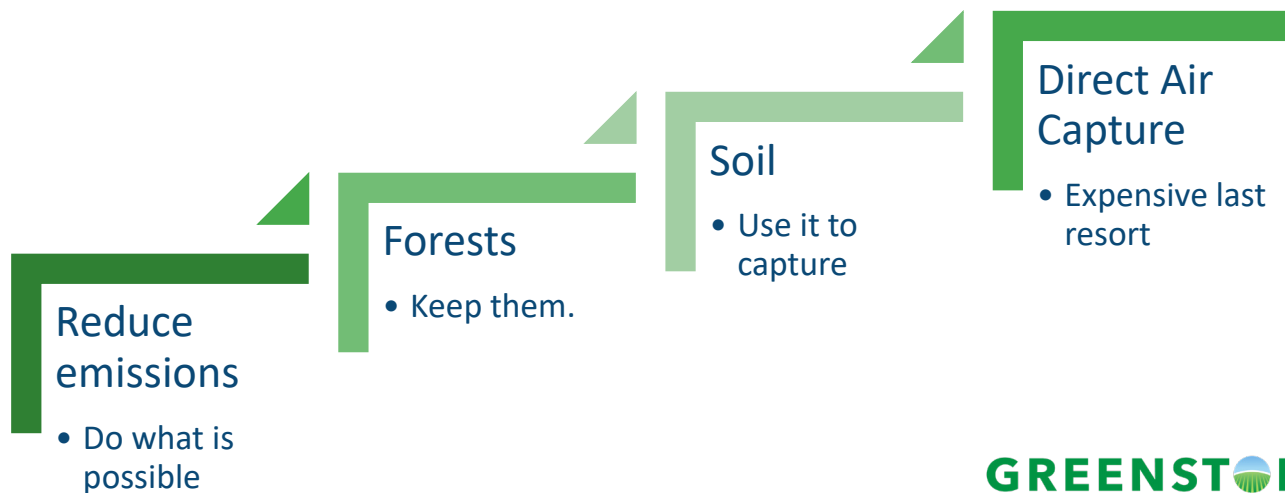 Reduce
emissions
• Do what is
possible
Forests
• Keep them.
Soil
• Use it to
capture
Direct Air
Capture
• Expensive last
resort